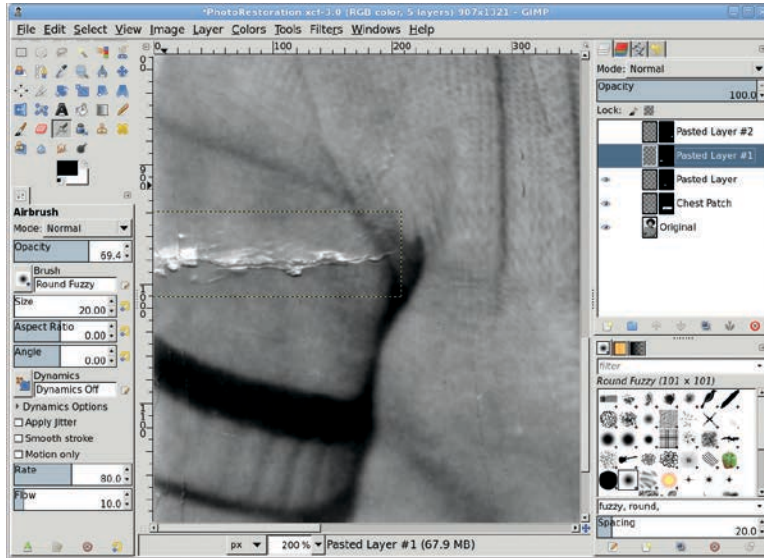 *PhotoRestoration.xcf-3.0 (RGB color, 5 layers) 907x1321 – GIMP
File Edit Select View Image Layer Colors Tools Filters Windows Help
0 100 200 300
900
1000
1100
Airbrush
Mode: Normal
Opacity
69.4
Brush
Round Fuzzy
Size
20.00
Aspect Ratio
0.00
Angle
0.00
Dynamics
Dynamics Off
Dynamics Options
Apply Jitter
Smooth stroke
Motion only
Rate
80.0
Flow
10.0
px 200% Pasted Layer #1 (67.9 MB)
Mode: Normal
Opacity
100.0
Lock:
Pasted Layer #2
Pasted Layer #1
Pasted Layer
Chest Patch
Original
filter
Round Fuzzy (101 x 101)
fuzzy, round,
Spacing
20.0